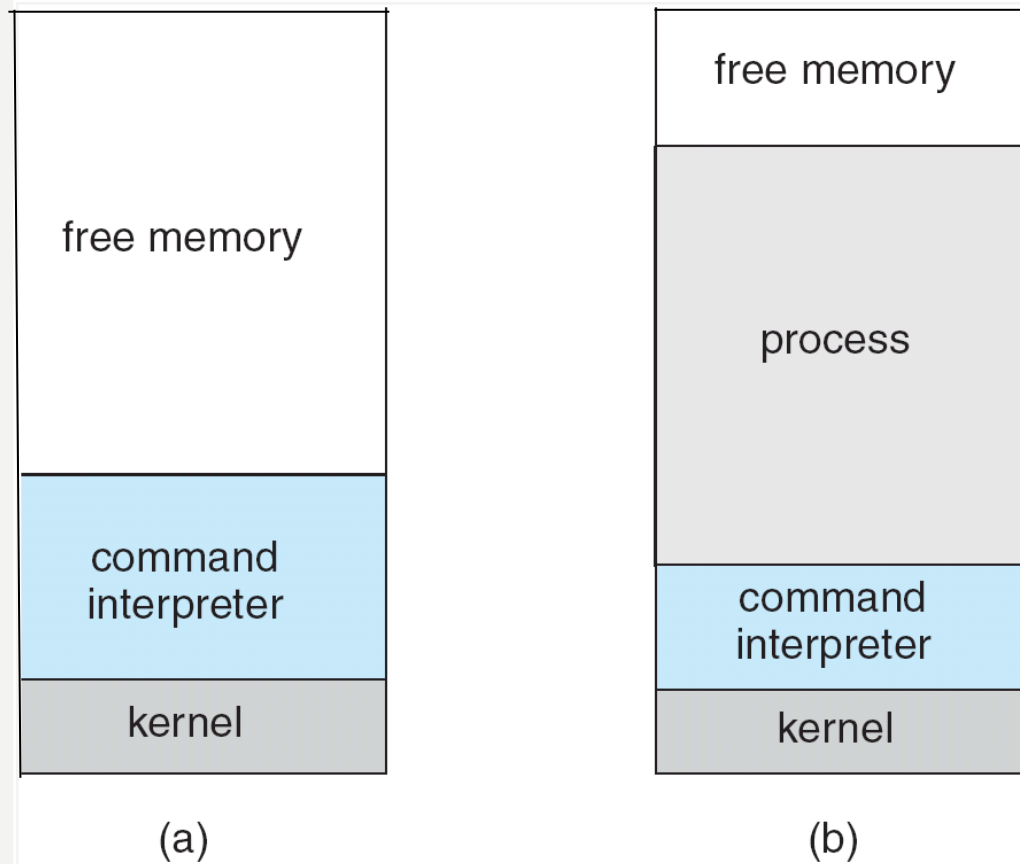 free memory
command
interpreter
kernel
(a)
free memory
process
command
interpreter
kernel
(b)